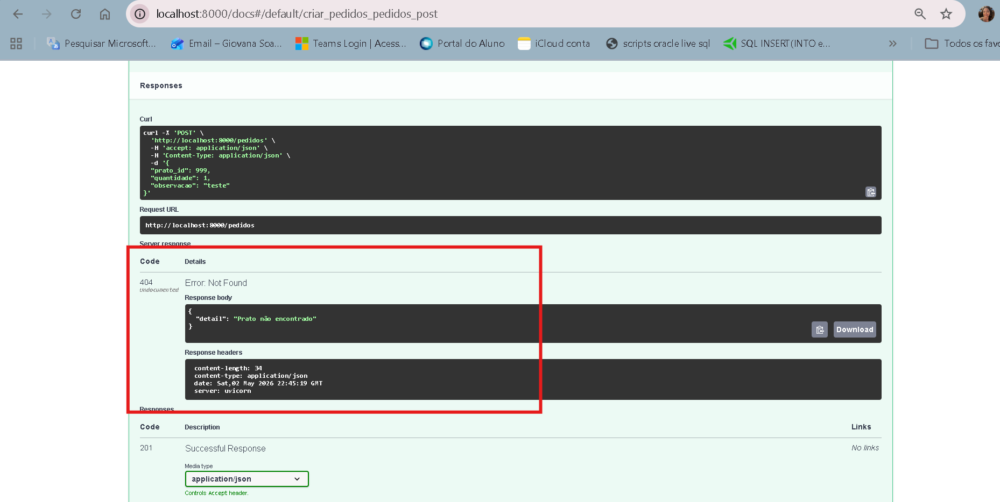 localhost:8000/docs#/default/criar_pedidos_pedidos_post
Pesquisar Microsoft...
Email – Giovana Soa...
Teams Login | Acess...
Portal do Aluno
iCloud conta
scripts oracle live sql
SQL INSERT(INTO e...
»
Todos os favo
Responses
Curl
curl -X 'POST' \
'http://localhost:8000/pedidos' \
-H 'accept: application/json' \
-H 'Content-Type: application/json' \
-d '{
"prato_id": 999,
"quantidade": 1,
"observacao": "teste"
}'
Request URL
http://localhost:8000/pedidos
Server response
Code Details
404 Error: Not Found
Undocumented
Response body
{
"detail": "Prato não encontrado"
}
Download
Response headers
content-length: 34
content-type: application/json
date: Sat,02 May 2026 22:45:19 GMT
server: uvicorn
Responses
Code Description Links
201 Successful Response No links
Media type
application/json
Controls Accept header.